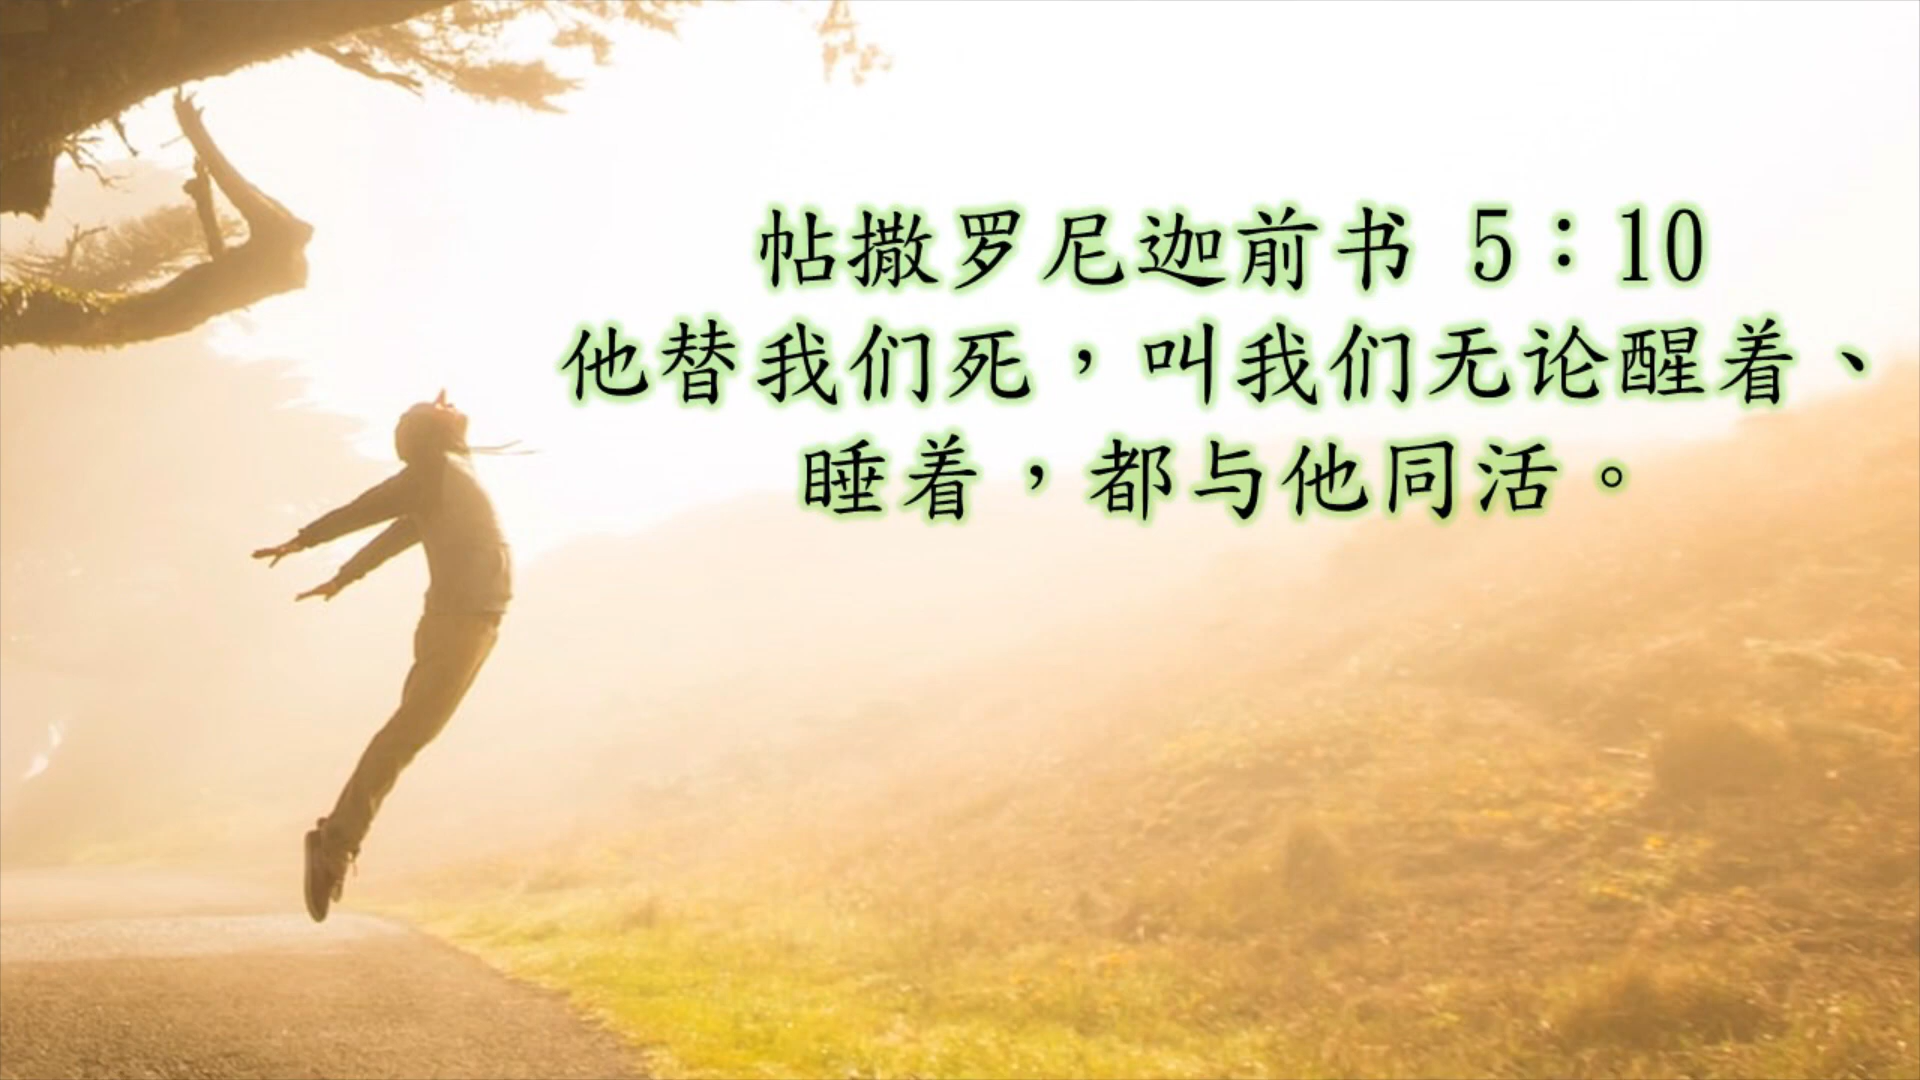 帖撒罗尼迦前书 5：10
他替我们死，叫我们无论醒着、
睡着，都与他同活。